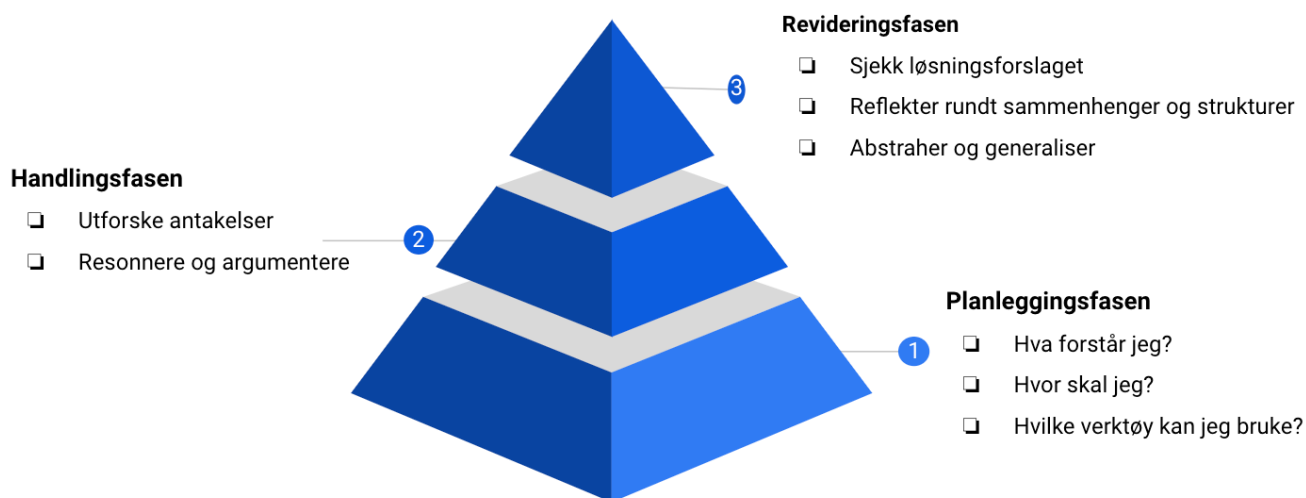 Revideringsfasen
❏ Sjekk løsningsforslaget
❏ Reflekter rundt sammenhenger og strukturer
❏ Abstraher og generaliser
3
Handlingsfasen
❏ Utforske antakelser
❏ Resonnere og argumentere
2
Planleggingsfasen
❏ Hva forstår jeg?
❏ Hvor skal jeg?
❏ Hvilke verktøy kan jeg bruke?
1